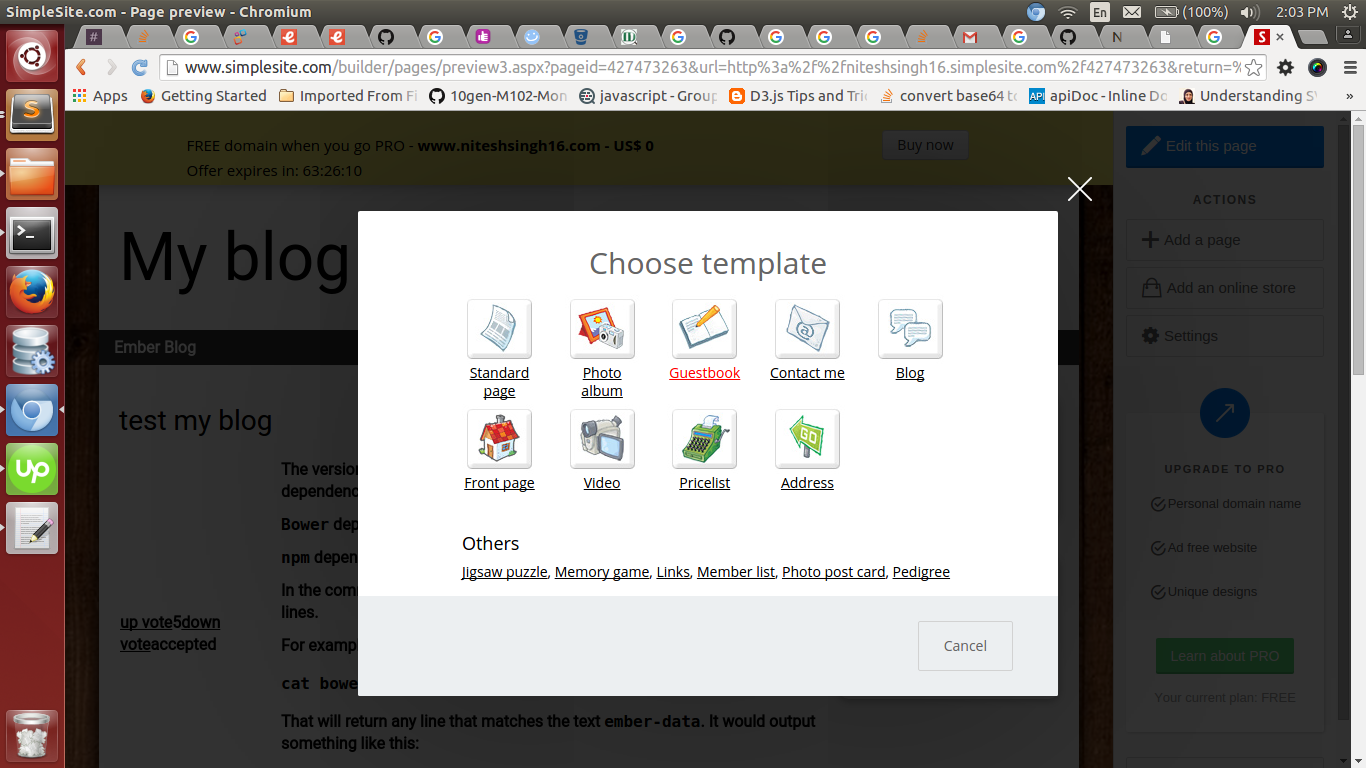 SimpleSite.com - Page preview - Chromium
En
(100%)
2:03 PM
www.simplesite.com/builder/pages/preview3.aspx?pageid=427473263&url=http%3a%2f%2fniteshsingh16.simplesite.com%2f427473263&return=%
Apps
Getting Started
Imported From Fi
10gen-M102-Mon
javascript - Group
D3.js Tips and Tric
convert base64 to
apiDoc - Inline Do
Understanding SV
»
FREE domain when you go PRO - www.niteshsingh16.com - US$ 0
Buy now
Offer expires in: 63:26:10
Edit this page
ACTIONS
Add a page
Add an online store
Settings
UPGRADE TO PRO
Personal domain name
Ad free website
Unique designs
Learn about PRO
Your current plan: FREE
My blog
Ember Blog
test my blog
up vote5down
voteaccepted
The version
dependenc
Bower dep
npm depen
In the com
lines.
For examp
cat bowe
That will return any line that matches the text ember-data. It would output
something like this:
Choose template
Standard
page
Photo
album
Guestbook
Contact me
Blog
Front page
Video
Pricelist
Address
Others
Jigsaw puzzle, Memory game, Links, Member list, Photo post card, Pedigree
Cancel